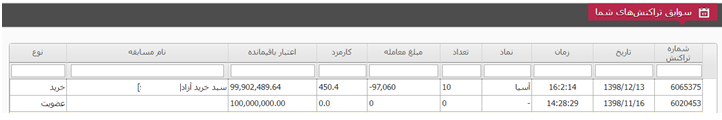 سوابق تراکنش‌های شما
شماره تراکنش تاریخ زمان نماد تعداد مبلغ معامله کارمزد اعتبار باقیمانده نام مسابقه نوع
6065375 1398/12/13 16:2:14 آسیا 10 -97,060 450.4 99,902,489.64 سبد خرید آزاد خرید
6020453 1398/11/16 14:28:29 - 0 0 0.0 100,000,000.00 عضویت